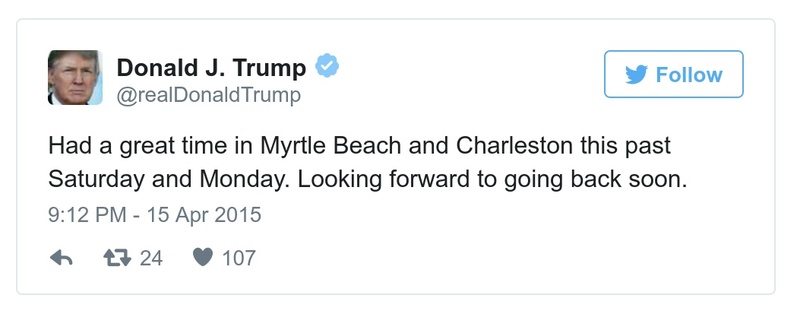 Donald J. Trump
@realDonaldTrump
Follow
Had a great time in Myrtle Beach and Charleston this past
Saturday and Monday. Looking forward to going back soon.
9:12 PM - 15 Apr 2015
24 107